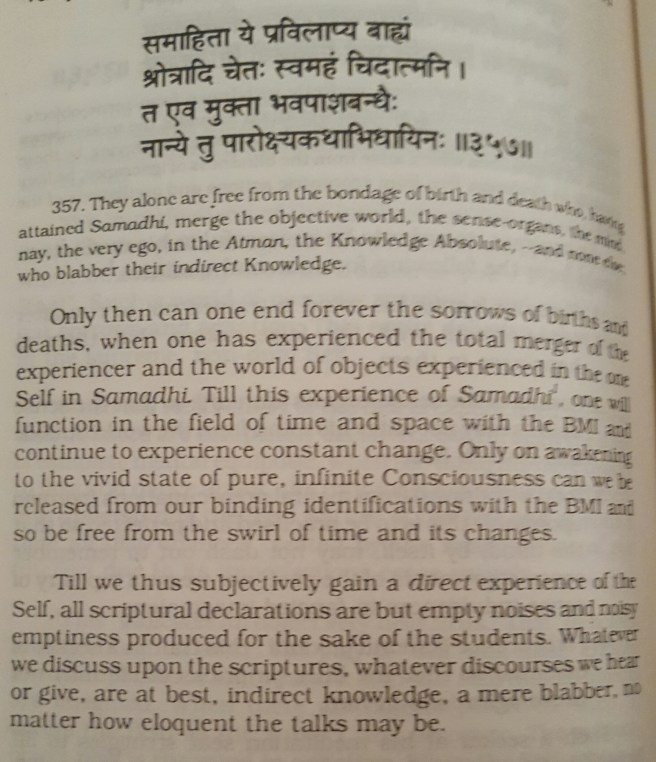 समाहिता ये प्रविलाप्य बाह्यं
श्रोत्रादि चेतः स्वमहं चिदात्मनि ।
त एव मुक्ता भवपाशबन्धैः
नान्ये तु पारोक्ष्यकथाभिधायिनः ॥३५७॥
357. They alone are free from the bondage of birth and death who, having
attained Samadhi, merge the objective world, the sense-organs, the mind,
nay, the very ego, in the Atman, the Knowledge Absolute, --and none else
who blabber their indirect Knowledge.
Only then can one end forever the sorrows of births and
deaths, when one has experienced the total merger of the
experiencer and the world of objects experienced in the one
Self in Samadhi. Till this experience of Samadhi', one will
function in the field of time and space with the BMI and
continue to experience constant change. Only on awakening
to the vivid state of pure, infinite Consciousness can we be
released from our binding identifications with the BMI and
so be free from the swirl of time and its changes.
Till we thus subjectively gain a direct experience of the
Self, all scriptural declarations are but empty noises and noisy
emptiness produced for the sake of the students. Whatever
we discuss upon the scriptures, whatever discourses we hear
or give, are at best, indirect knowledge, a mere blabber, no
matter how eloquent the talks may be.